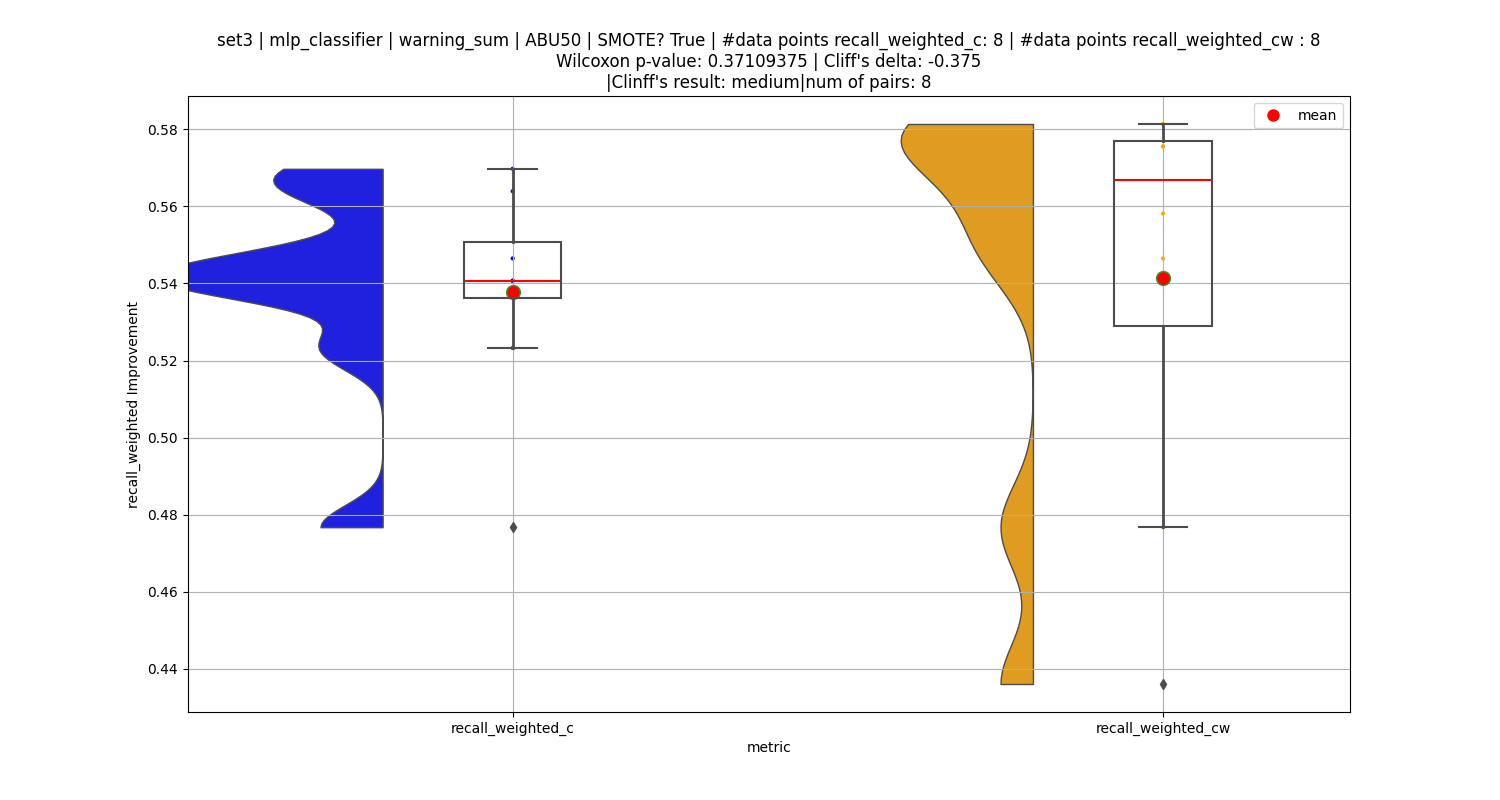 set3 | mlp_classifier | warning_sum | ABU50 | SMOTE? True | #data points recall_weighted_c: 8 | #data points recall_weighted_cw : 8
Wilcoxon p-value: 0.37109375 | Cliff's delta: -0.375
|Clinff's result: medium|num of pairs: 8
mean
0.58
0.56
0.54
0.52
0.50
0.48
0.46
0.44
recall_weighted Improvement
recall_weighted_c
recall_weighted_cw
metric